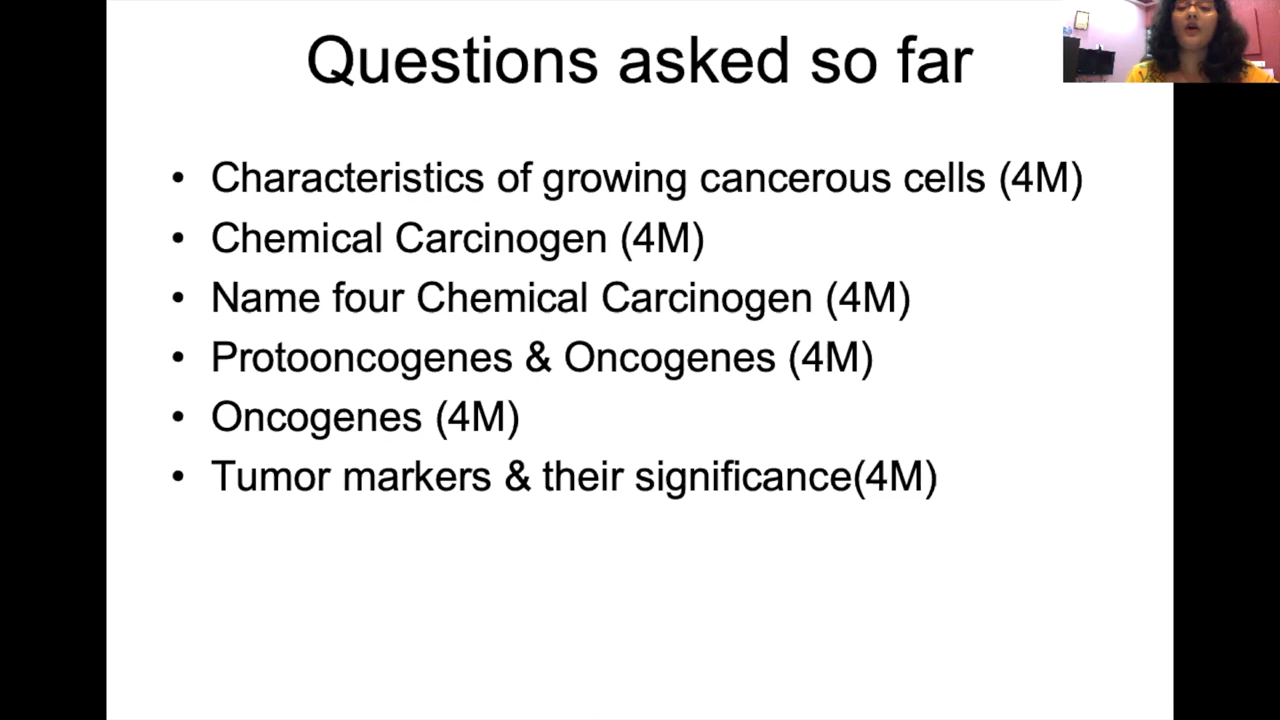 Questions asked so far
• Characteristics of growing cancerous cells (4M)
• Chemical Carcinogen (4M)
• Name four Chemical Carcinogen (4M)
• Protooncogenes & Oncogenes (4M)
• Oncogenes (4M)
• Tumor markers & their significance(4M)